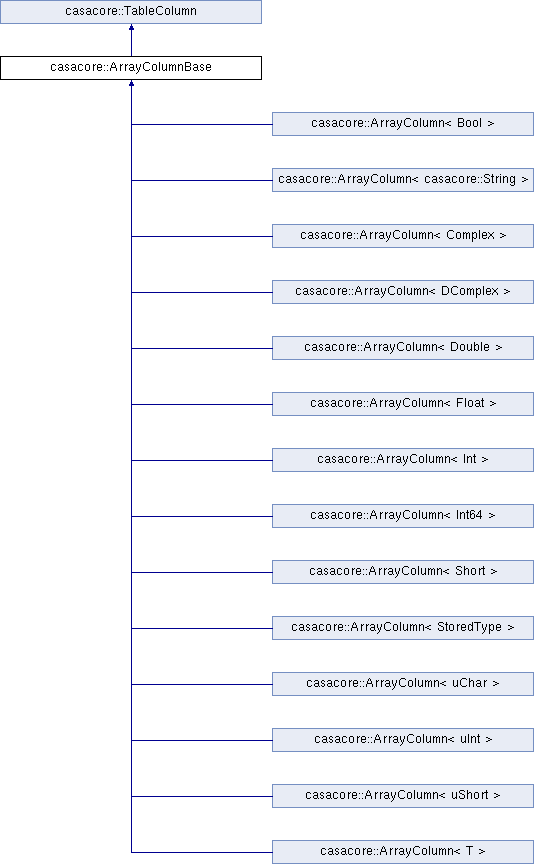 casacore::TableColumn
casacore::ArrayColumnBase
casacore::ArrayColumn< Bool >
casacore::ArrayColumn< casacore::String >
casacore::ArrayColumn< Complex >
casacore::ArrayColumn< DComplex >
casacore::ArrayColumn< Double >
casacore::ArrayColumn< Float >
casacore::ArrayColumn< Int >
casacore::ArrayColumn< Int64 >
casacore::ArrayColumn< Short >
casacore::ArrayColumn< StoredType >
casacore::ArrayColumn< uChar >
casacore::ArrayColumn< uInt >
casacore::ArrayColumn< uShort >
casacore::ArrayColumn< T >